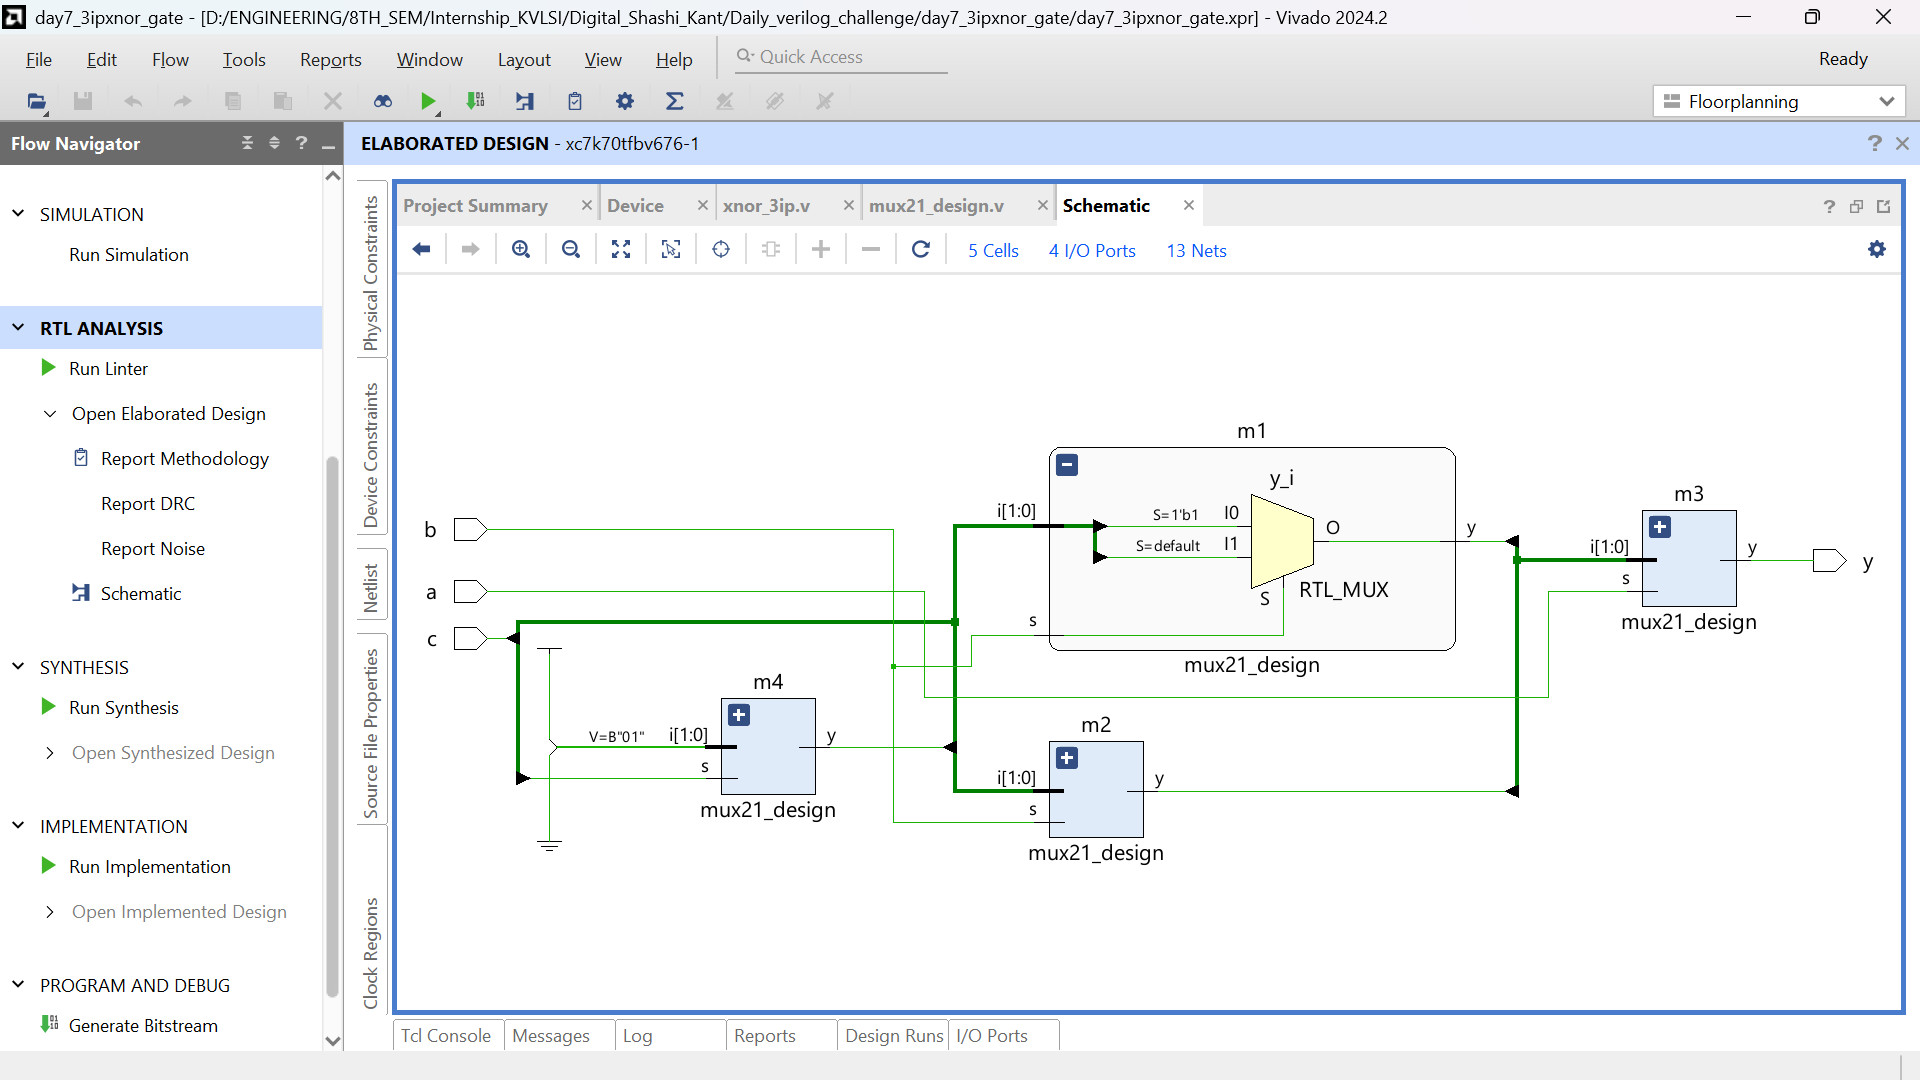 day7_3ipxnor_gate - [D:/ENGINEERING/8TH_SEM/Internship_KVLSI/Digital_Shashi_Kant/Daily_verilog_challenge/day7_3ipxnor_gate/day7_3ipxnor_gate.xpr] - Vivado 2024.2
File Edit Flow Tools Reports Window Layout View Help Quick Access Ready
Floorplanning
Flow Navigator
ELABORATED DESIGN - xc7k70tfbv676-1
SIMULATION
Run Simulation
RTL ANALYSIS
Run Linter
Open Elaborated Design
Report Methodology
Report DRC
Report Noise
Schematic
SYNTHESIS
Run Synthesis
Open Synthesized Design
IMPLEMENTATION
Run Implementation
Open Implemented Design
PROGRAM AND DEBUG
Generate Bitstream
Physical Constraints
Device Constraints
Netlist
Source File Properties
Clock Regions
Project Summary Device xnor_3ip.v mux21_design.v Schematic
5 Cells 4 I/O Ports 13 Nets
b
a
c
m4
V=B"01" i[1:0]
s
y
mux21_design
m1
i[1:0]
s
y_i
S=1'b1 I0
S=default I1
O
S
RTL_MUX
y
mux21_design
m2
i[1:0]
s
y
mux21_design
m3
i[1:0]
s
y
mux21_design
y
Tcl Console Messages Log Reports Design Runs I/O Ports